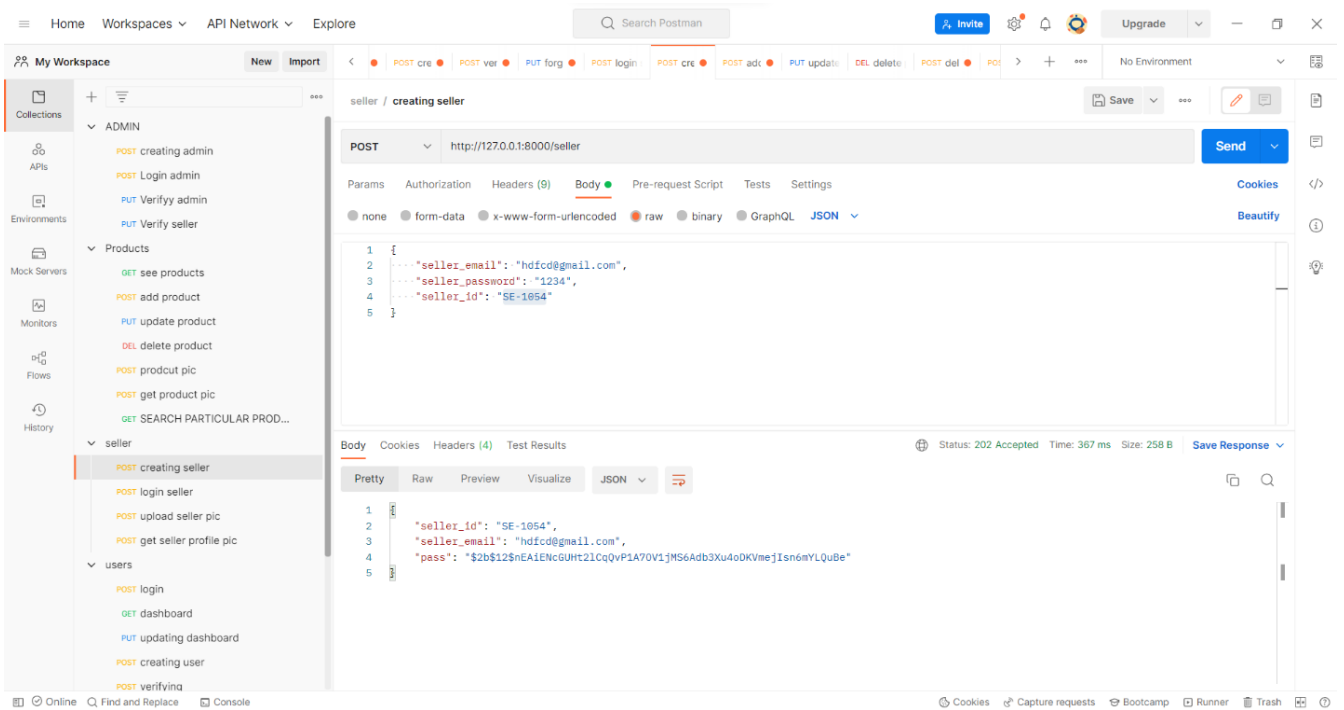 Home Workspaces API Network Explore Search Postman Invite Upgrade
My Workspace New Import POST cre POST ver PUT forg POST login POST cre POST adc PUT update DEL delete POST del POS No Environment
Collections
APIs
Environments
Mock Servers
Monitors
Flows
History
ADMIN
POST creating admin
POST Login admin
PUT Verifyy admin
PUT Verify seller
Products
GET see products
POST add product
PUT update product
DEL delete product
POST prodcut pic
POST get product pic
GET SEARCH PARTICULAR PROD...
seller
POST creating seller
POST login seller
POST upload seller pic
POST get seller profile pic
users
POST login
GET dashboard
PUT updating dashboard
POST creating user
POST verifying
seller / creating seller Save
POST http://127.0.0.1:8000/seller Send
Params Authorization Headers (9) Body Pre-request Script Tests Settings Cookies
none form-data x-www-form-urlencoded raw binary GraphQL JSON Beautify
1 {
2 "seller_email": "hdfcd@gmail.com",
3 "seller_password": "1234",
4 "seller_id": "SE-1054"
5 }
Body Cookies Headers (4) Test Results Status: 202 Accepted Time: 367 ms Size: 258 B Save Response
Pretty Raw Preview Visualize JSON
1 {
2 "seller_id": "SE-1054",
3 "seller_email": "hdfcd@gmail.com",
4 "pass": "$2b$12$nEAiENcGUHt2lCqQvP1A7OV1jMS6Adb3Xu4oDKVmejIsn6mYLQuBe"
5 }
Online Find and Replace Console Cookies Capture requests Bootcamp Runner Trash